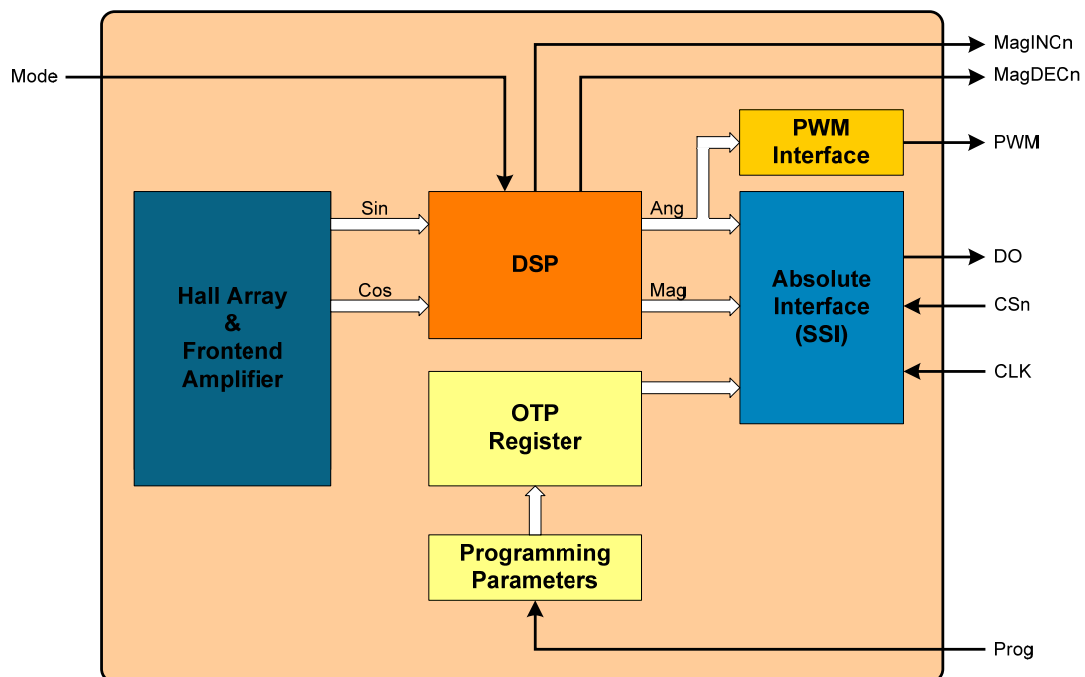 MagINCn
Mode
MagDECn
PWM
Interface
PWM
Sin
Ang
DSP
Cos
Mag
Hall Array
&
Frontend
Amplifier
Absolute
Interface
(SSI)
DO
CSn
CLK
OTP
Register
Programming
Parameters
Prog